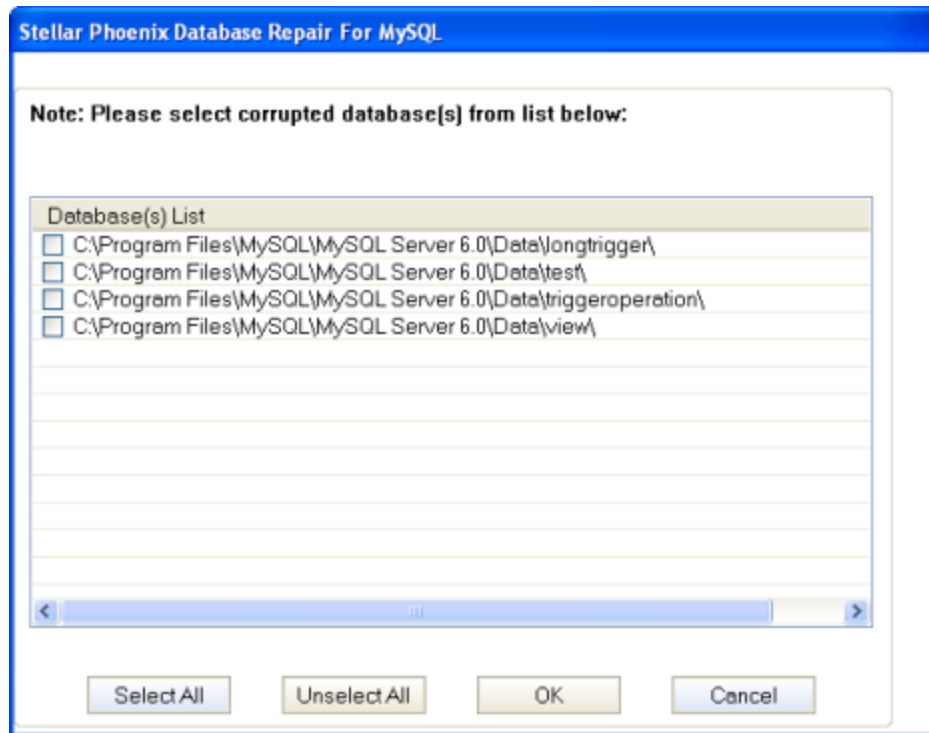 Stellar Phoenix Database Repair For MySQL
Note: Please select corrupted database(s) from list below:
Database(s) List
C:\Program Files\MySQL\MySQL Server 6.0\Data\longtrigger\
C:\Program Files\MySQL\MySQL Server 6.0\Data\test\
C:\Program Files\MySQL\MySQL Server 6.0\Data\triggeroperation\
C:\Program Files\MySQL\MySQL Server 6.0\Data\view\
Select All Unselect All OK Cancel